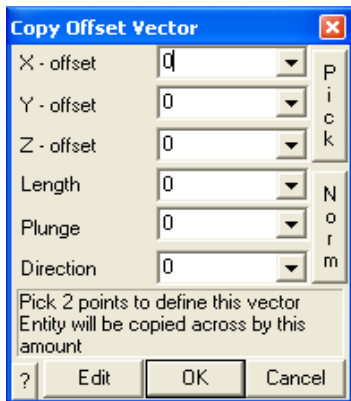 Copy Offset Vector
X - offset 0
Y - offset 0
Z - offset 0
Pick
Length 0
Plunge 0
Direction 0
Norm
Pick 2 points to define this vector
Entity will be copied across by this
amount
? Edit OK Cancel